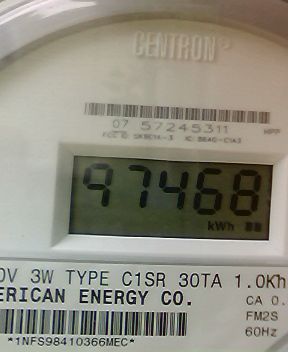 CENTRON®
07 57245311
97468
kWh
0V 3W TYPE C1SR 30TA 1.0Kh
ERICAN ENERGY CO.
CA 0.
FM2S
60Hz
*1NFS98410366MEC*